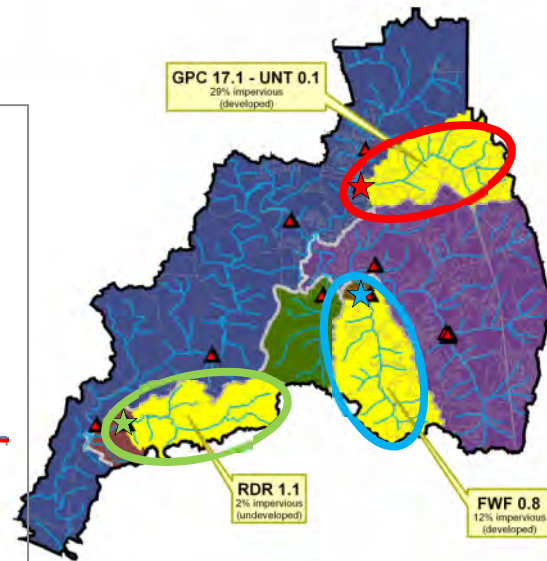 GPC 17.1 - UNT 0.1
29% impervious
(developed)
RDR 1.1
2% impervious
(undeveloped)
FWF 0.8
12% impervious
(developed)